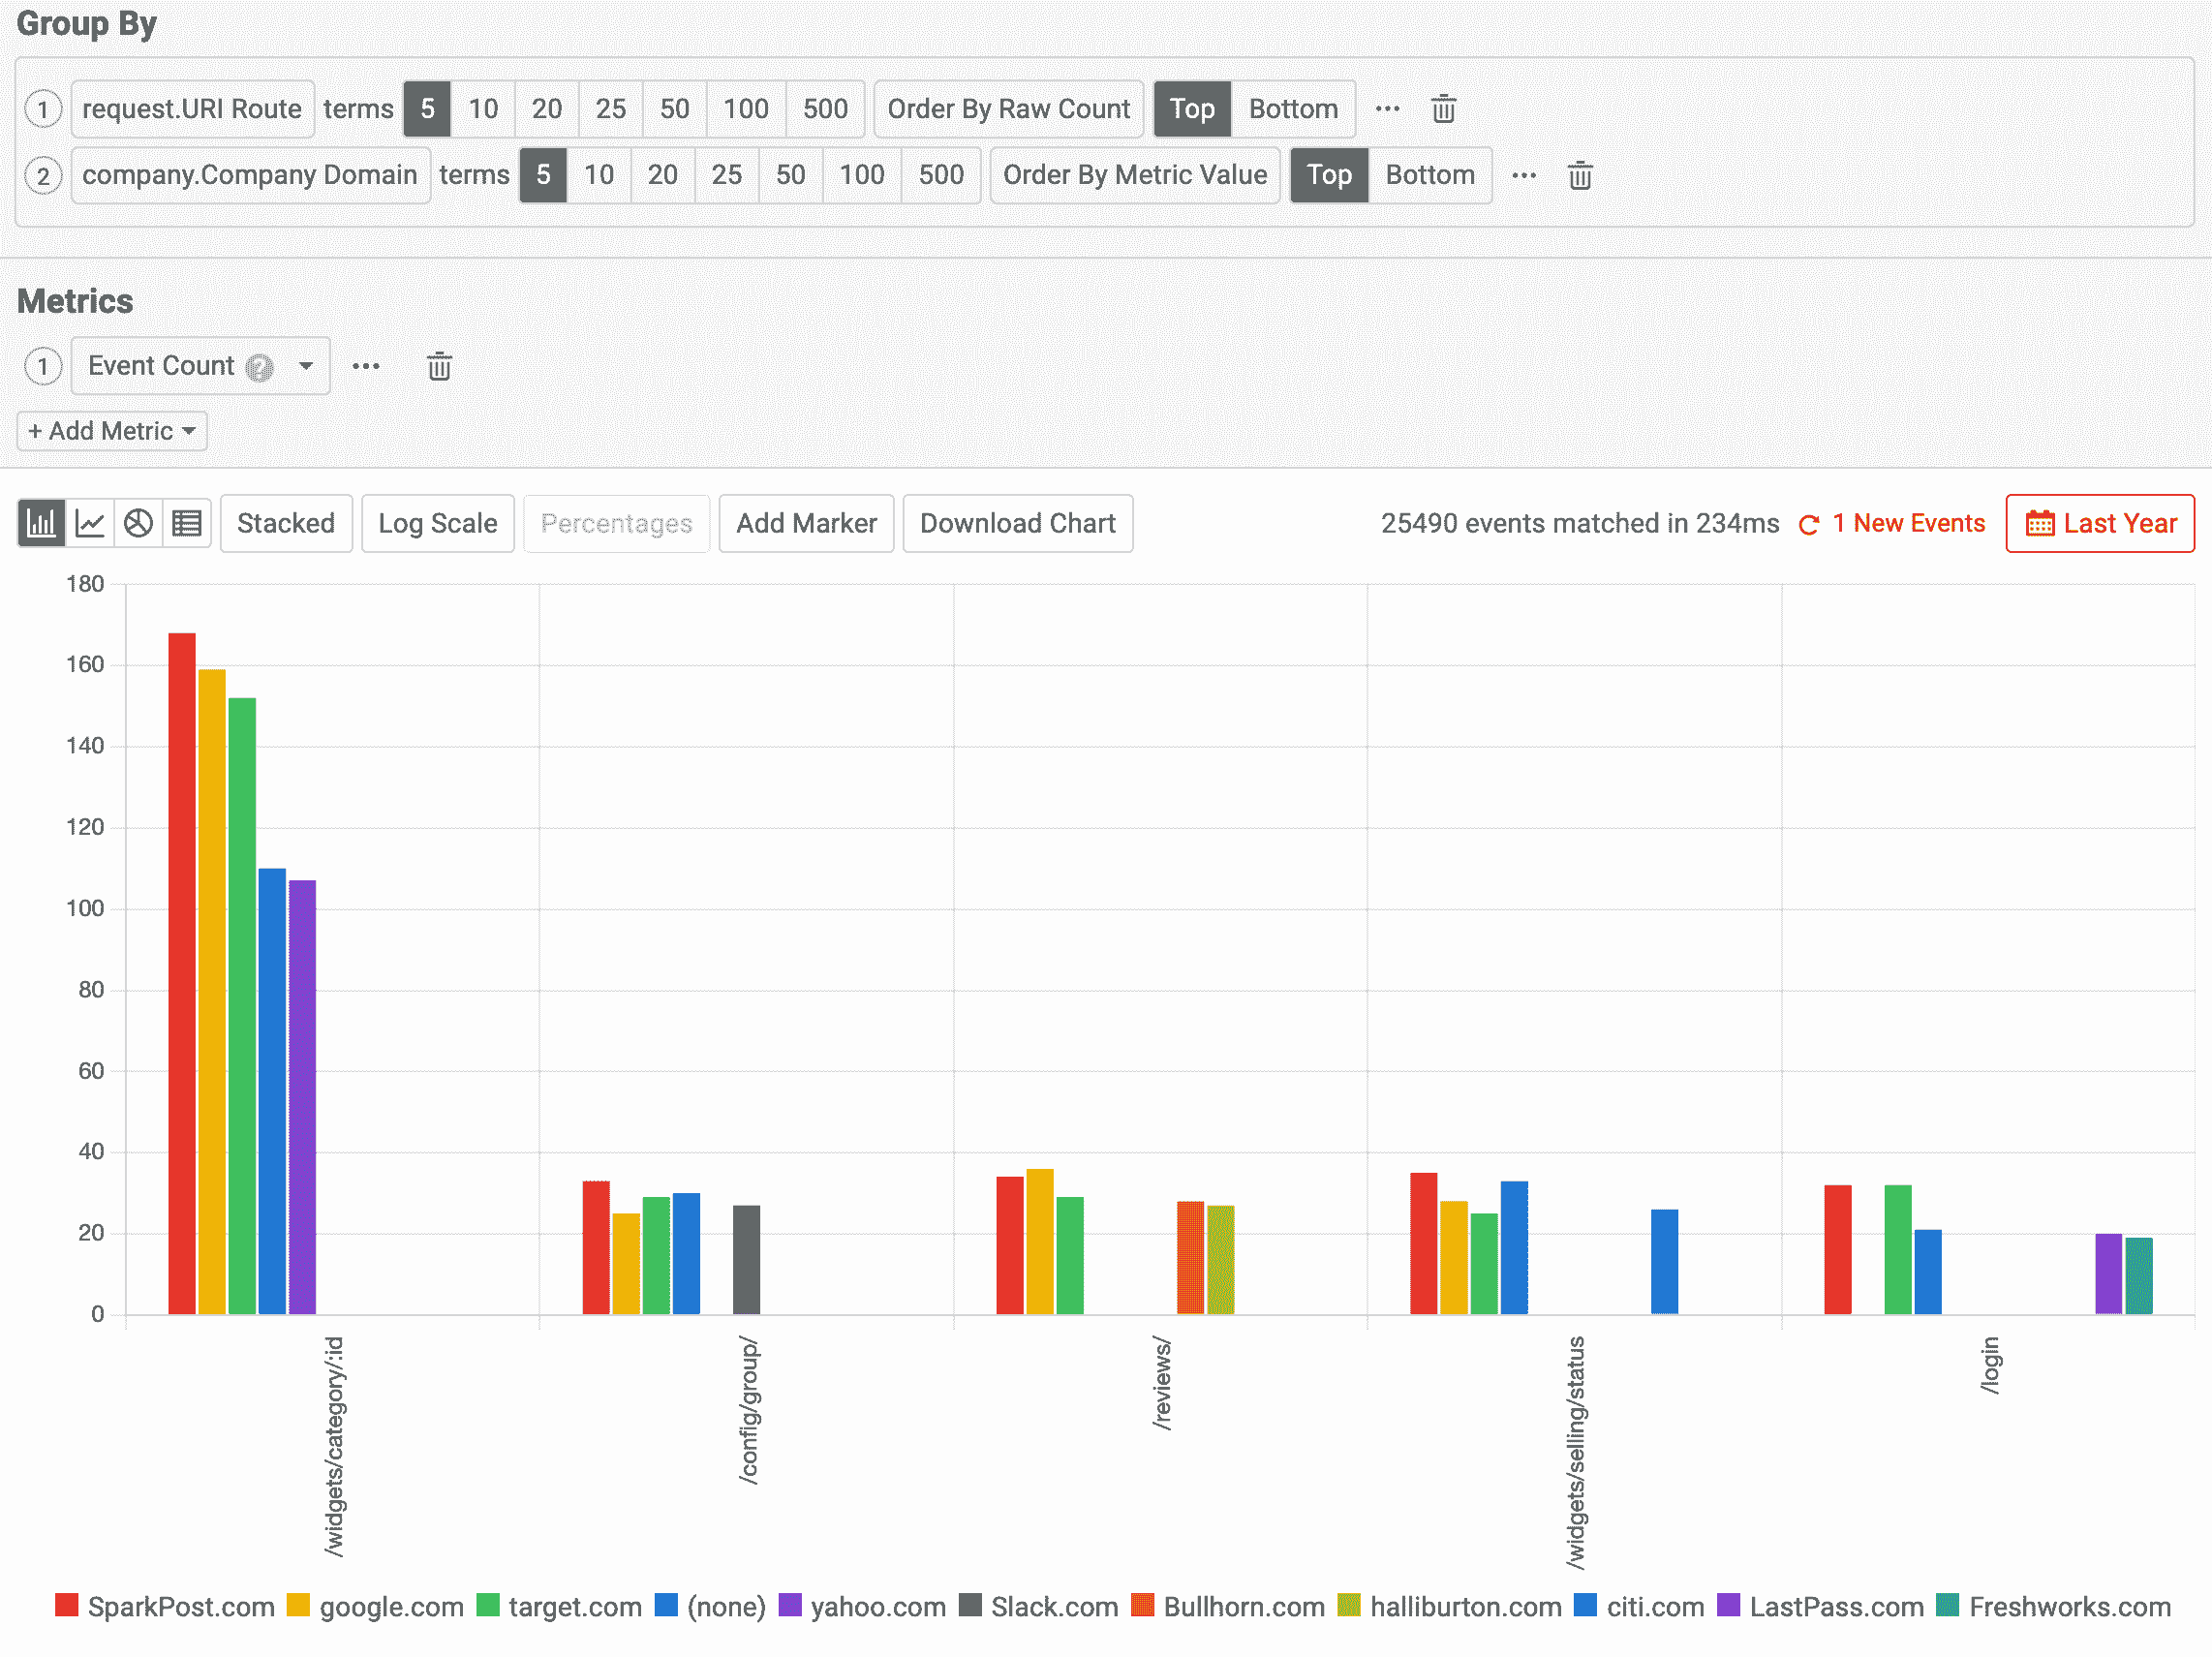 Group By
1 request.URI Route terms 5 10 20 25 50 100 500 Order By Raw Count Top Bottom ...
2 company.Company Domain terms 5 10 20 25 50 100 500 Order By Metric Value Top Bottom ...
Metrics
1 Event Count ? ...
+ Add Metric
Stacked Log Scale Percentages Add Marker Download Chart 25490 events matched in 234ms 1 New Events Last Year
180
160
140
120
100
80
60
40
20
0
/widgets/category/:id
/config/group/
/reviews/
/widgets/selling/status
/login
SparkPost.com google.com target.com (none) yahoo.com Slack.com Bullhorn.com halliburton.com citi.com LastPass.com Freshworks.com